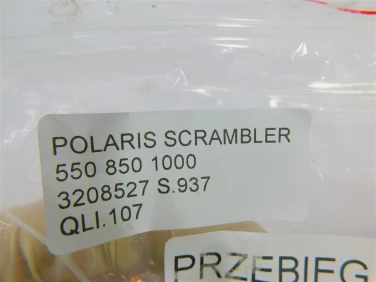 POLARIS SCRAMBLER
550 850 1000
3208527 S.937
QLI.107
PRZEBIEG